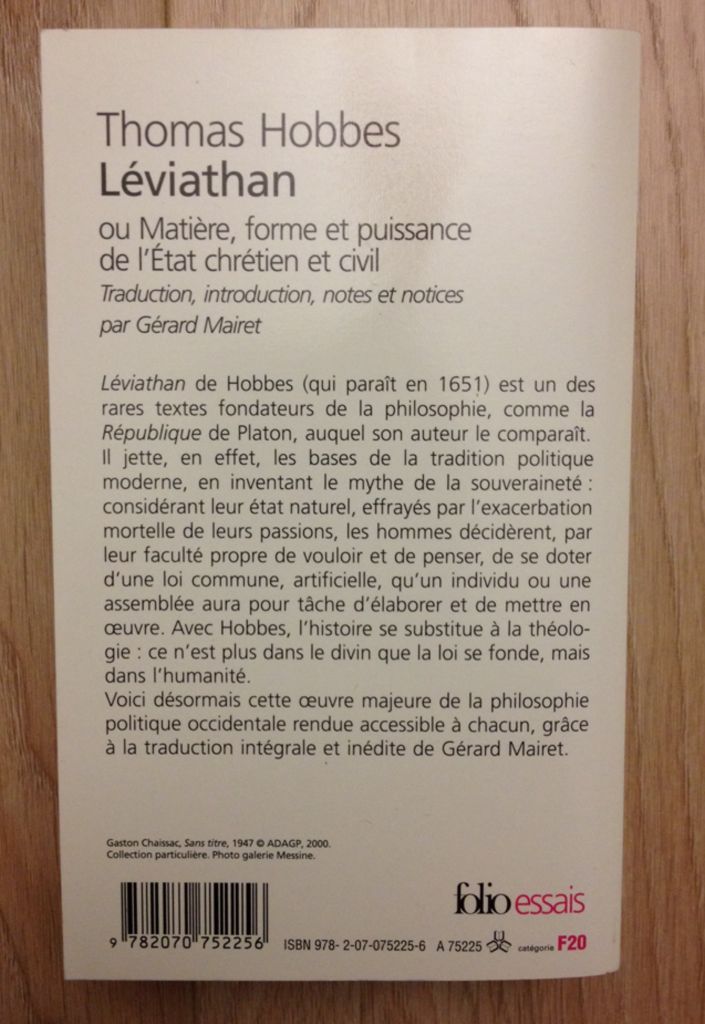 Thomas Hobbes
Léviathan
ou Matière, forme et puissance
de l'État chrétien et civil
Traduction, introduction, notes et notices
par Gérard Mairet
Léviathan de Hobbes (qui paraît en 1651) est un des
rares textes fondateurs de la philosophie, comme la
République de Platon, auquel son auteur le comparaît.
Il jette, en effet, les bases de la tradition politique
moderne, en inventant le mythe de la souveraineté :
considérant leur état naturel, effrayés par l'exacerbation
mortelle de leurs passions, les hommes décidèrent, par
leur faculté propre de vouloir et de penser, de se doter
d'une loi commune, artificielle, qu'un individu ou une
assemblée aura pour tâche d'élaborer et de mettre en
œuvre. Avec Hobbes, l'histoire se substitue à la théolo-
gie : ce n'est plus dans le divin que la loi se fonde, mais
dans l'humanité.
Voici désormais cette œuvre majeure de la philosophie
politique occidentale rendue accessible à chacun, grâce
à la traduction intégrale et inédite de Gérard Mairet.
Gaston Chaissac, Sans titre, 1947 © ADAGP, 2000.
Collection particulière. Photo galerie Messine.
folio essais
9 782070 752256
ISBN 978- 2-07-075225-6 A 75225 catégorie F20